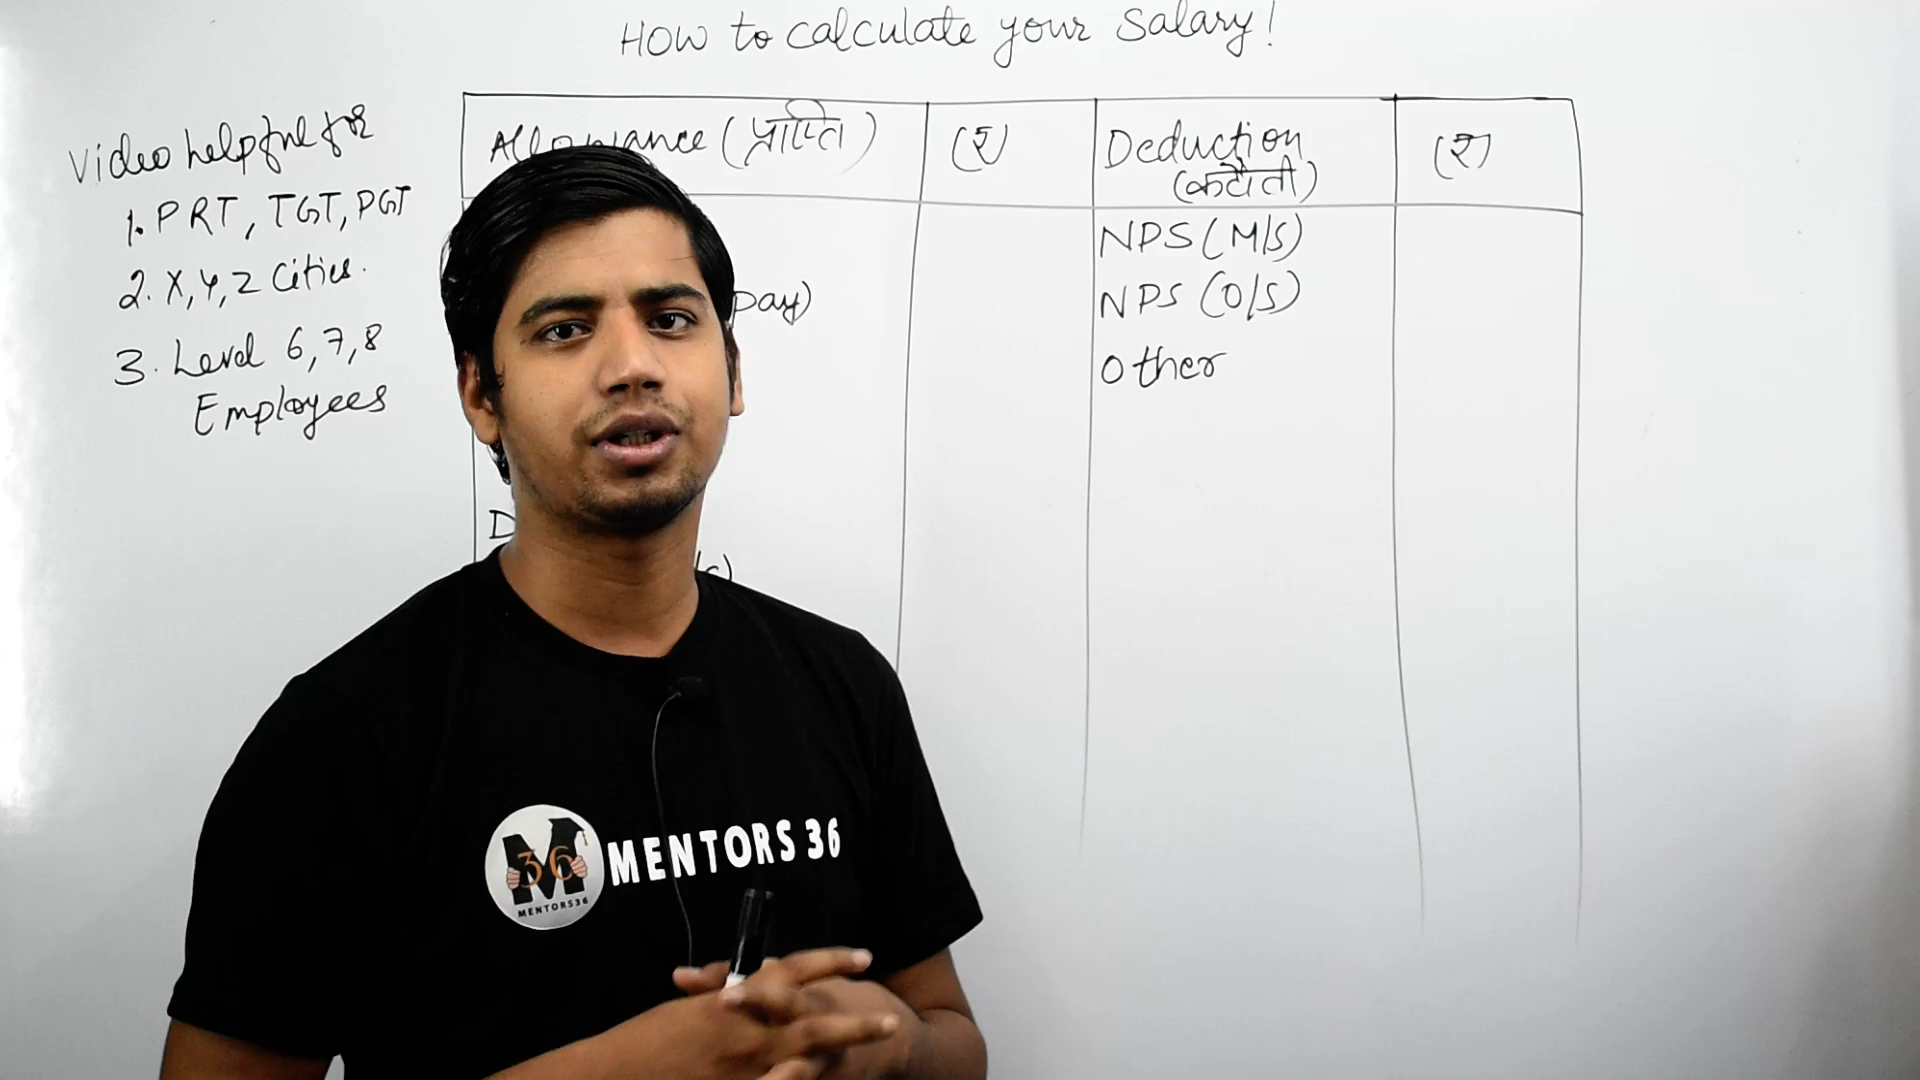 How to calculate your Salary!
Video helpful for
1. PRT, TGT, PGT
2. X, Y, Z Cities.
3. Level 6, 7, 8
Employees
Allowance (प्राप्ति)
(₹)
Deduction
(कटौती)
(₹)
Pay)
NPS (M/S)
NPS (O/S)
Other
MENTORS 36
M
36
MENTORS36